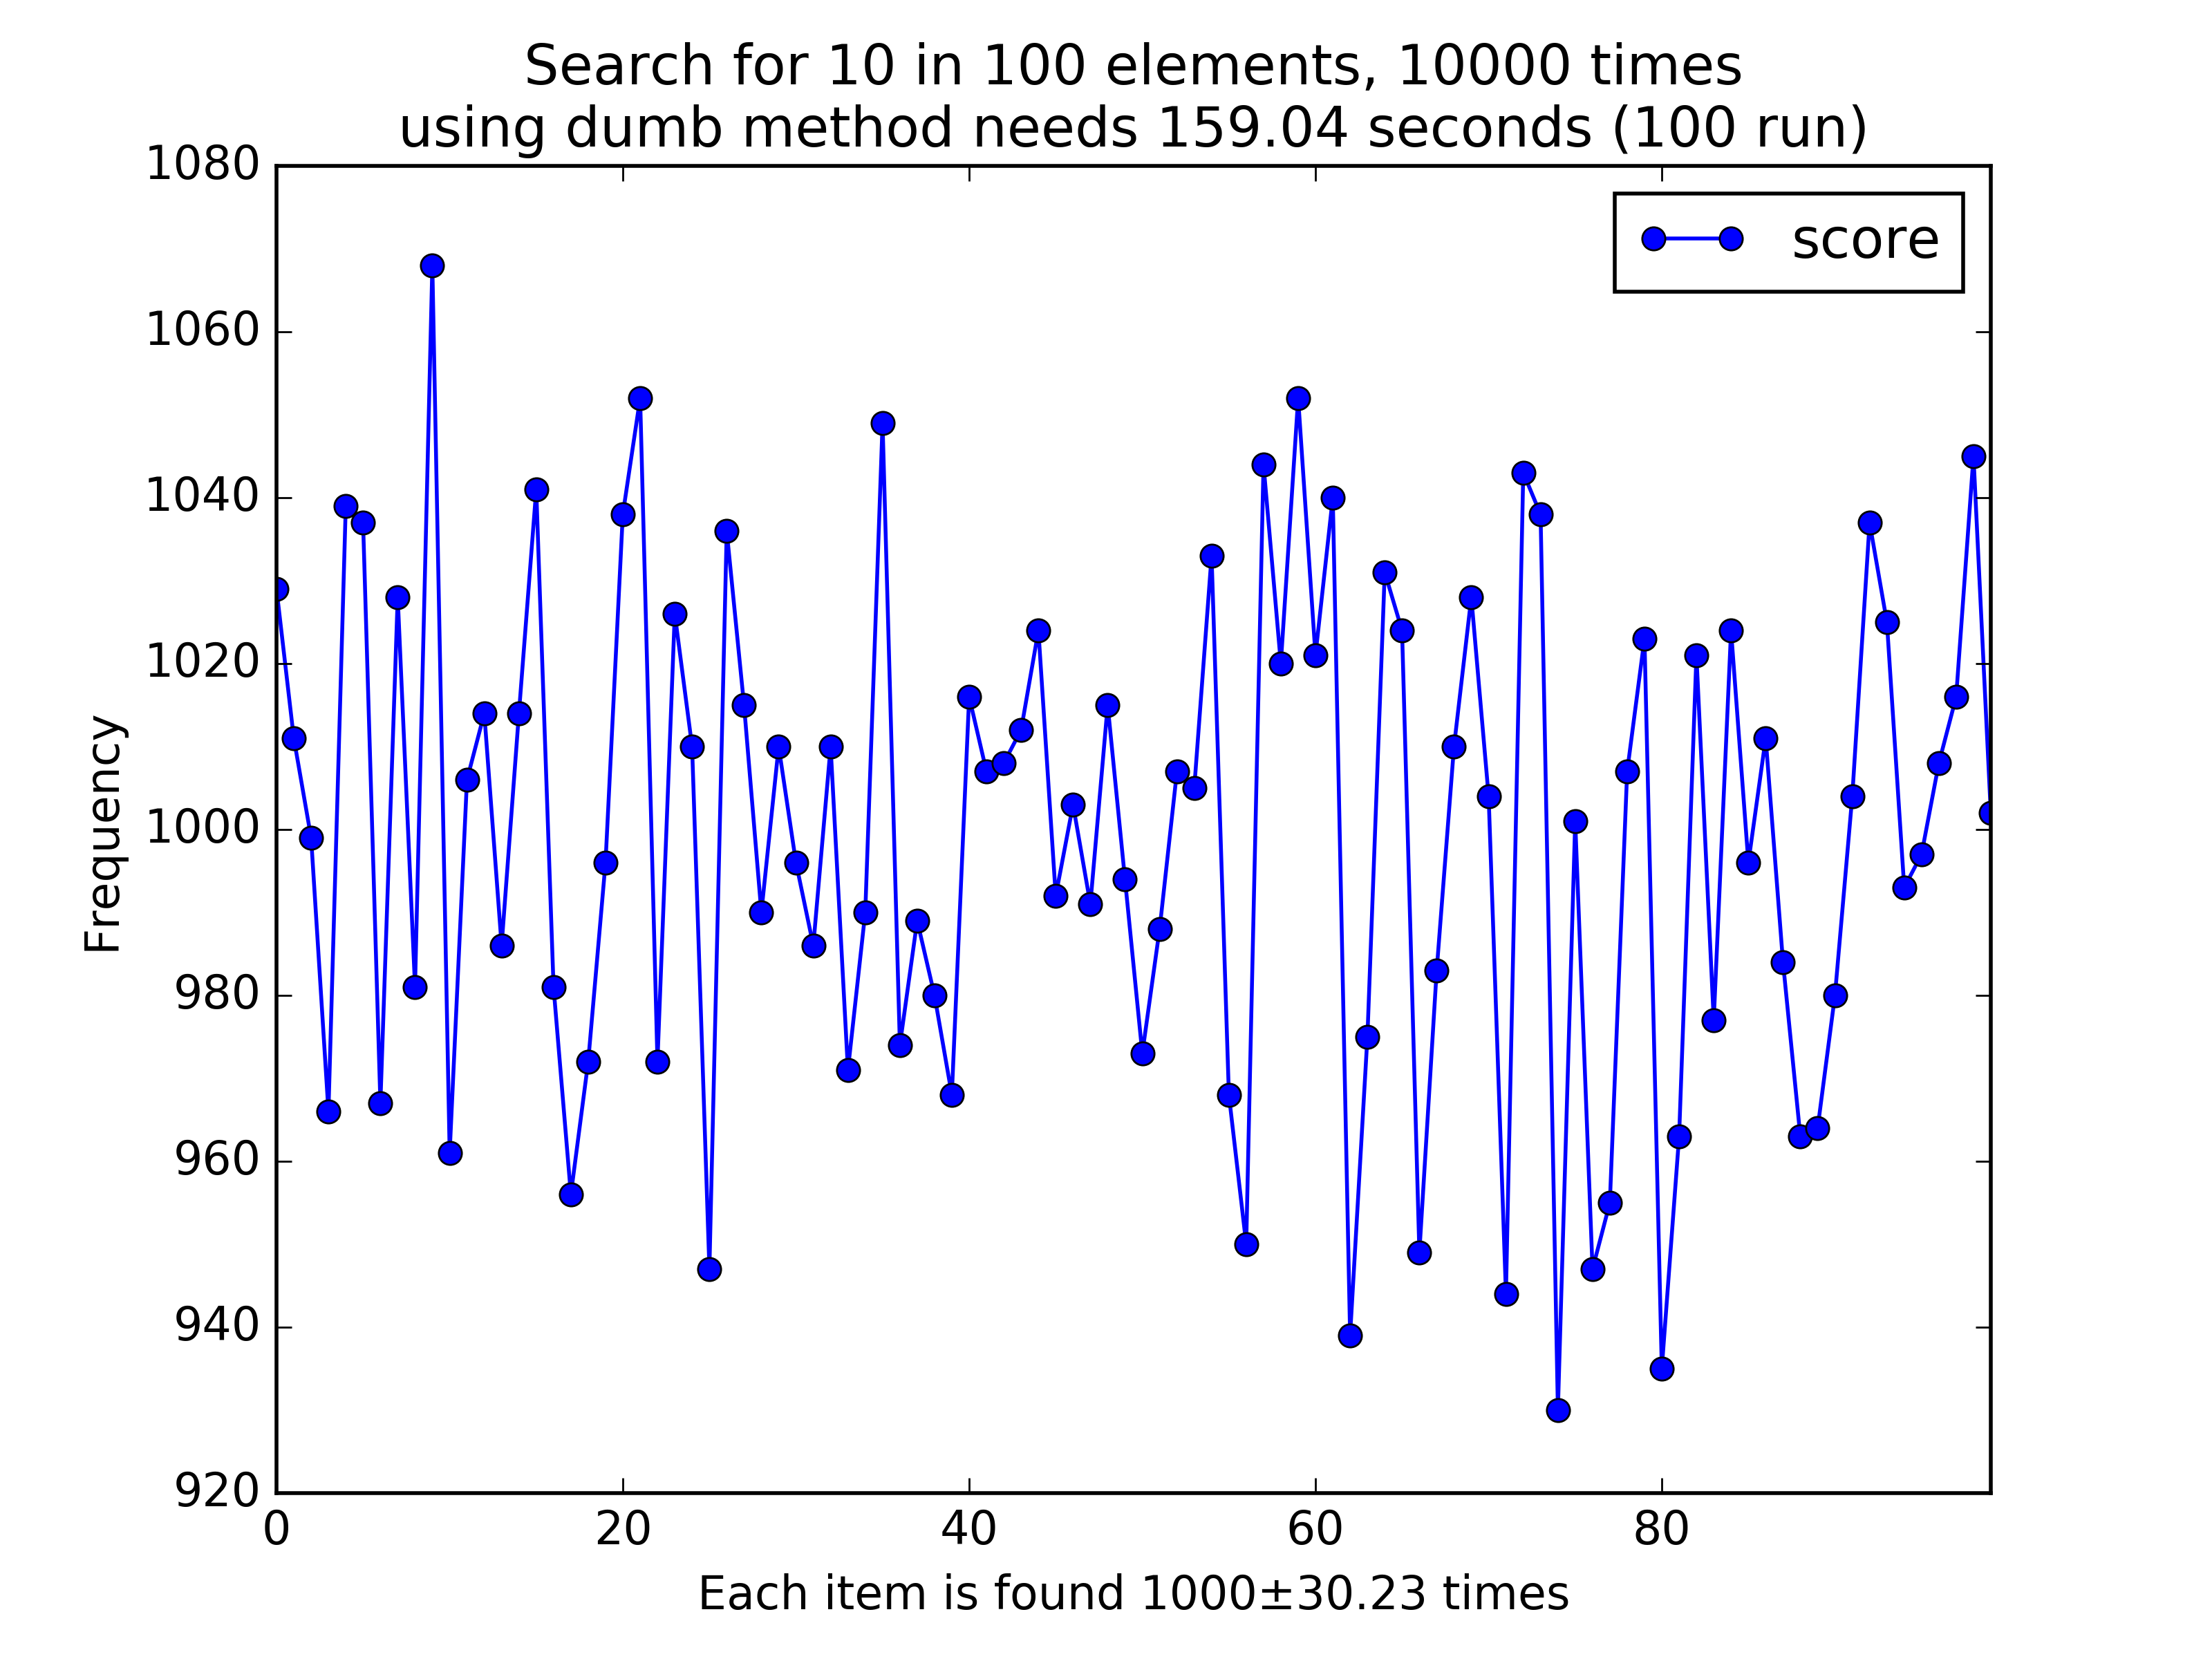 Search for 10 in 100 elements, 10000 times
using dumb method needs 159.04 seconds (100 run)
score
Frequency
1080
1060
1040
1020
1000
980
960
940
920
0 20 40 60 80
Each item is found 1000±30.23 times